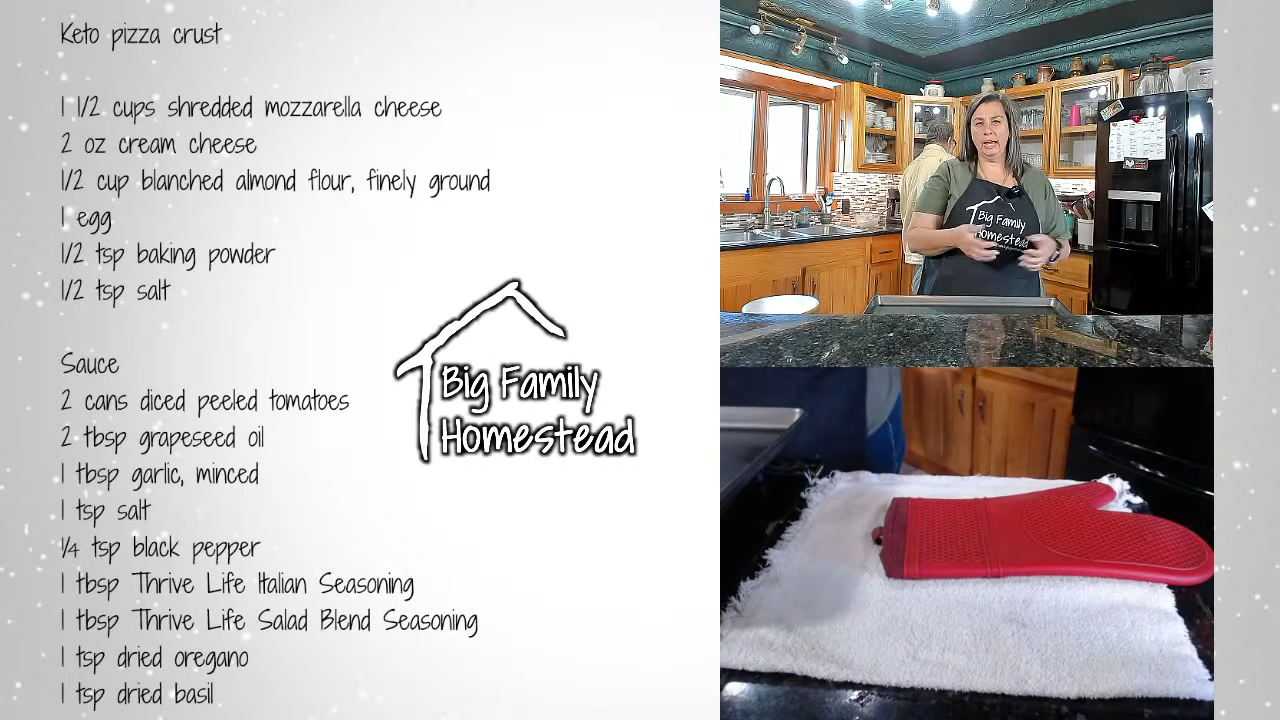 Keto pizza crust
1 1/2 cups shredded mozzarella cheese
2 oz cream cheese
1/2 cup blanched almond flour, finely ground
1 egg
1/2 tsp baking powder
1/2 tsp salt
Sauce
2 cans diced peeled tomatoes
2 tbsp grapeseed oil
1 tbsp garlic, minced
1 tsp salt
1/4 tsp black pepper
1 tbsp Thrive Life Italian Seasoning
1 tbsp Thrive Life Salad Blend Seasoning
1 tsp dried oregano
1 tsp dried basil
Big Family
Homestead
Big Family
Homestead